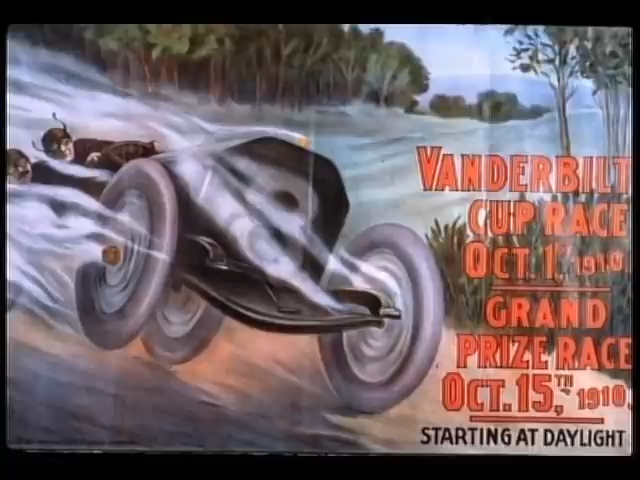 VANDERBILT
CUP RACE
OCT. 1ST, 1910.
GRAND
PRIZE RACE
OCT. 15TH, 1910.
STARTING AT DAYLIGHT